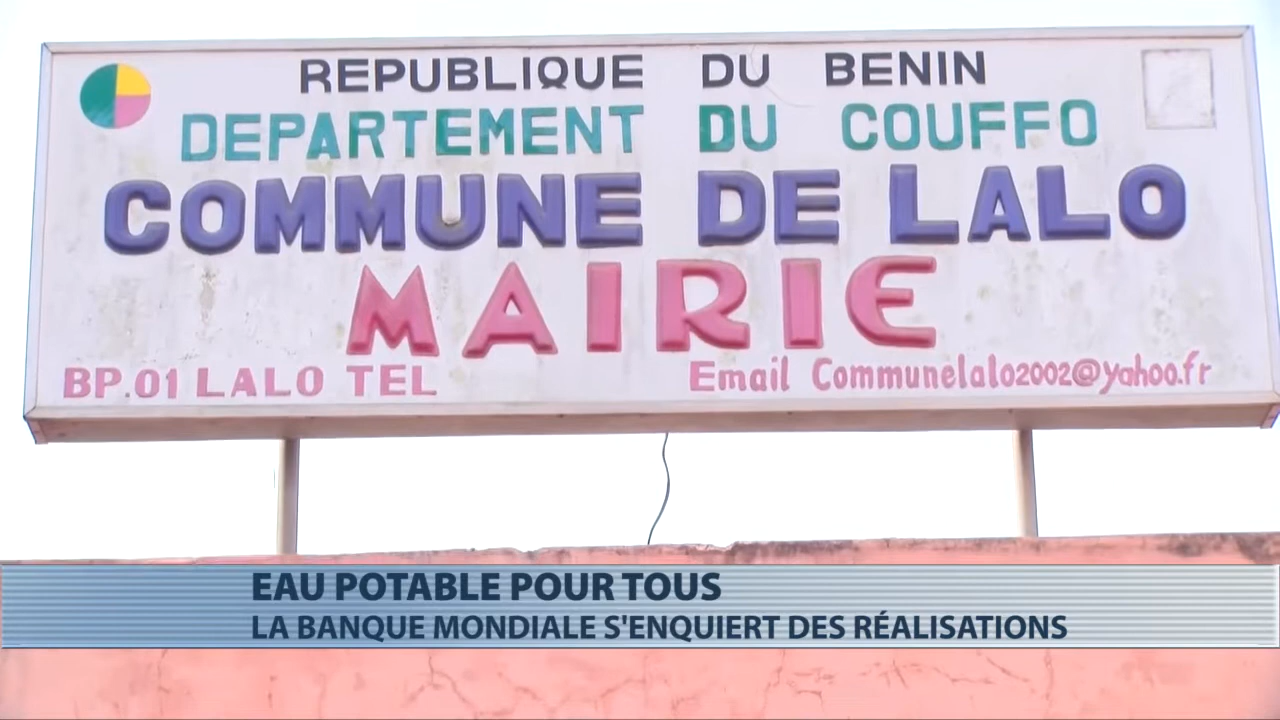 REPUBLIQUE DU BENIN
DEPARTEMENT DU COUFFO
COMMUNE DE LALO
MAIRIE
BP.01 LALO TEL
Email Communelalo2002@yahoo.fr
EAU POTABLE POUR TOUS
LA BANQUE MONDIALE S'ENQUIERT DES RÉALISATIONS